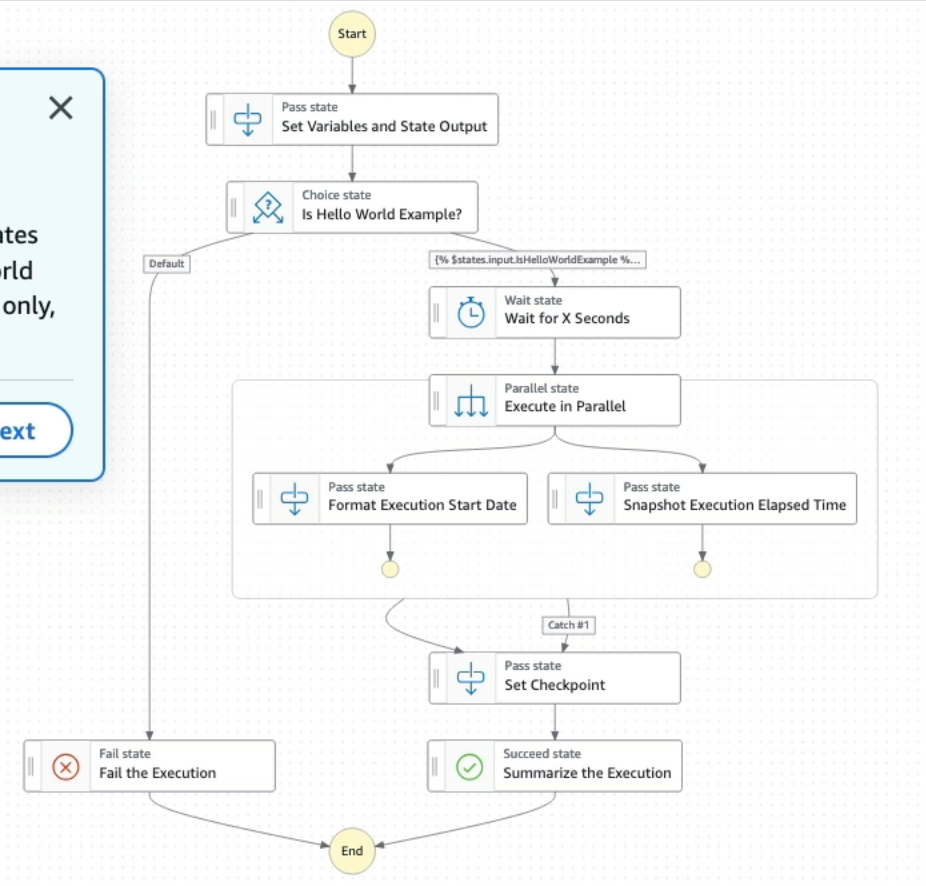 Start
Pass state
Set Variables and State Output
Choice state
Is Hello World Example?
Default
{% $states.input.IsHelloWorldExample %...
Wait state
Wait for X Seconds
only,
Parallel state
Execute in Parallel
Pass state
Format Execution Start Date
Pass state
Snapshot Execution Elapsed Time
Catch #1
Pass state
Set Checkpoint
Fail state
Fail the Execution
Succeed state
Summarize the Execution
End